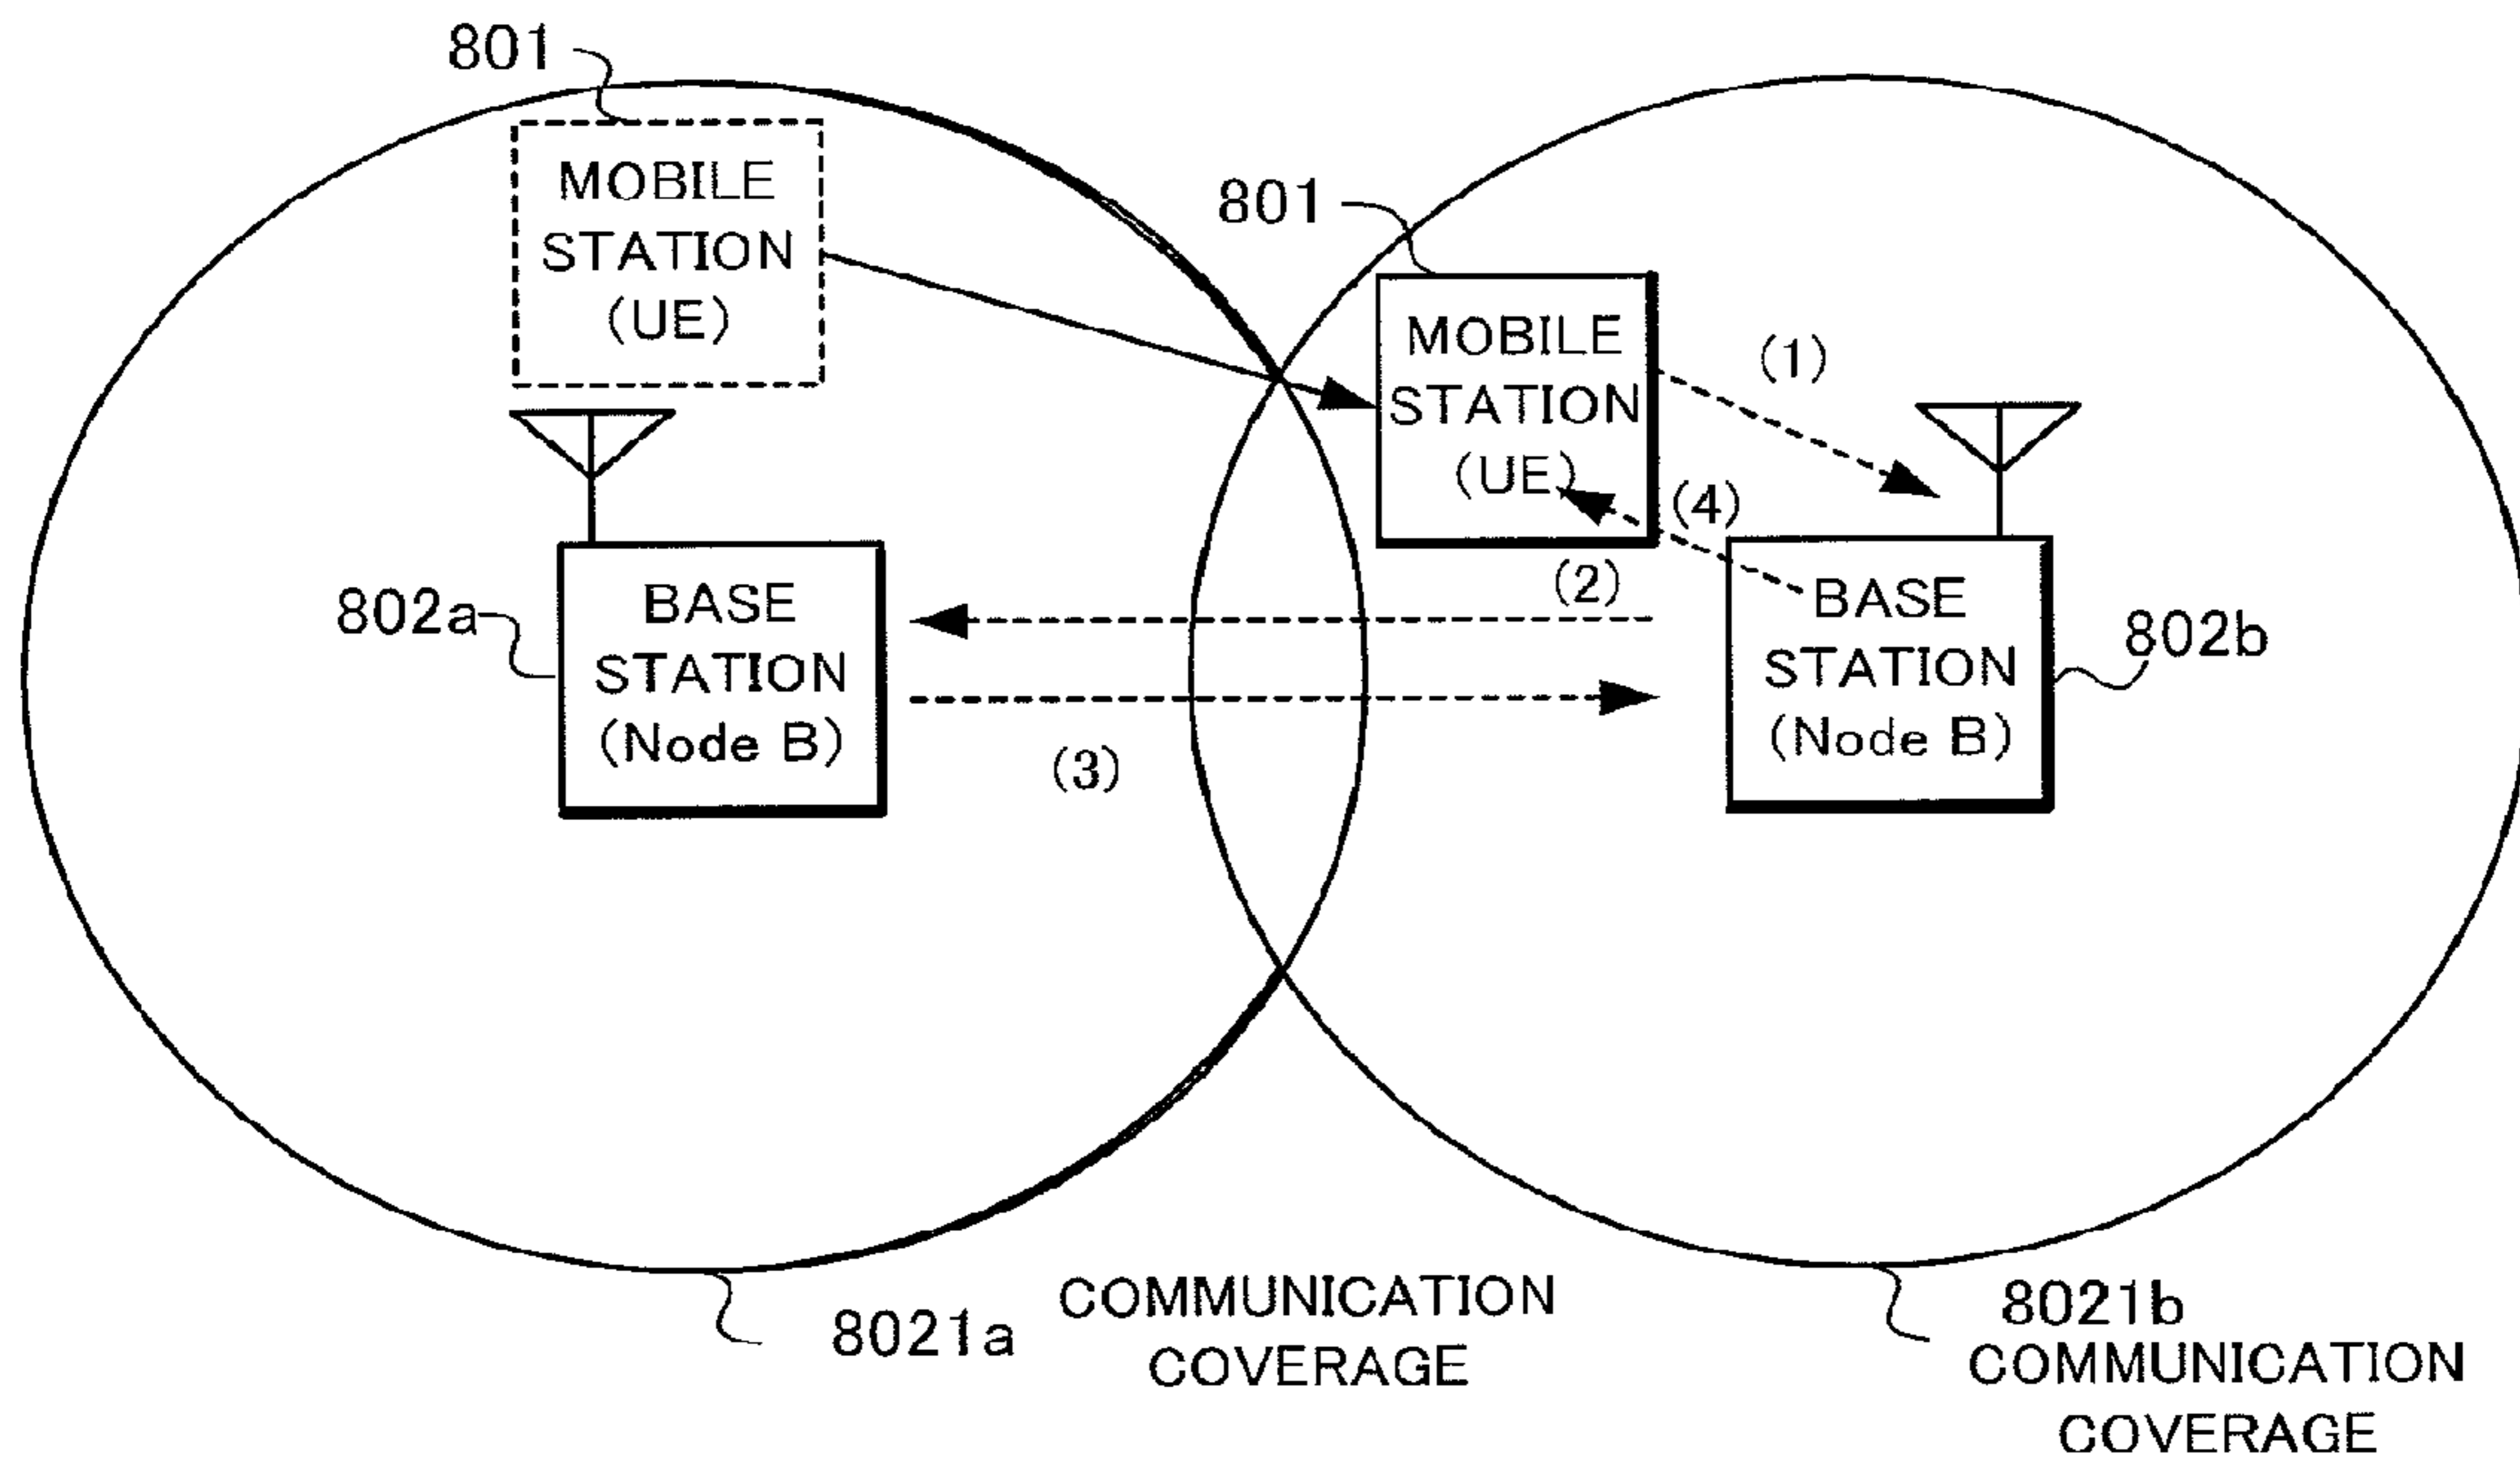 801
MOBILE
STATION
(UE)
801
MOBILE
STATION
(UE)
(1)
(4)
(2)
(3)
802a
BASE
STATION
(Node B)
BASE
STATION
(Node B)
802b
8021a
COMMUNICATION
COVERAGE
8021b
COMMUNICATION
COVERAGE